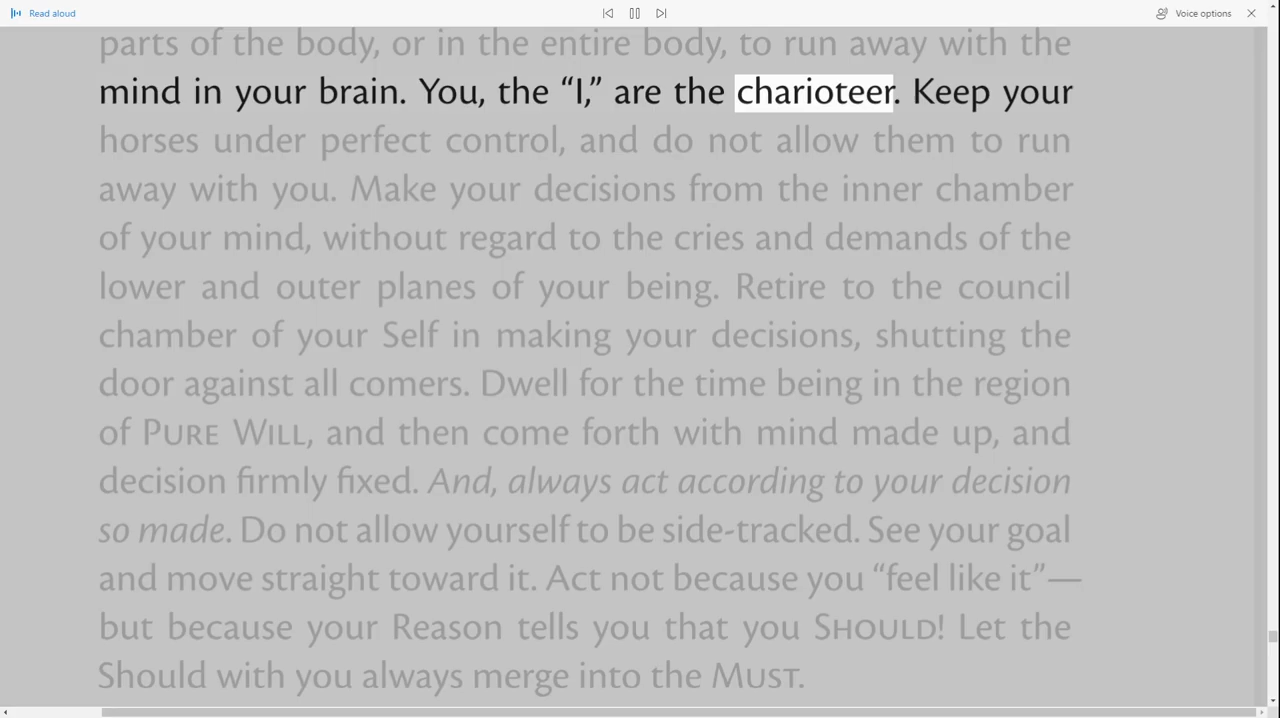 Read aloud
Voice options
parts of the body, or in the entire body, to run away with the
mind in your brain. You, the “I,” are the charioteer. Keep your
horses under perfect control, and do not allow them to run
away with you. Make your decisions from the inner chamber
of your mind, without regard to the cries and demands of the
lower and outer planes of your being. Retire to the council
chamber of your Self in making your decisions, shutting the
door against all comers. Dwell for the time being in the region
of PURE WILL, and then come forth with mind made up, and
decision firmly fixed. And, always act according to your decision
so made. Do not allow yourself to be side-tracked. See your goal
and move straight toward it. Act not because you “feel like it”—
but because your Reason tells you that you SHOULD! Let the
Should with you always merge into the MUST.